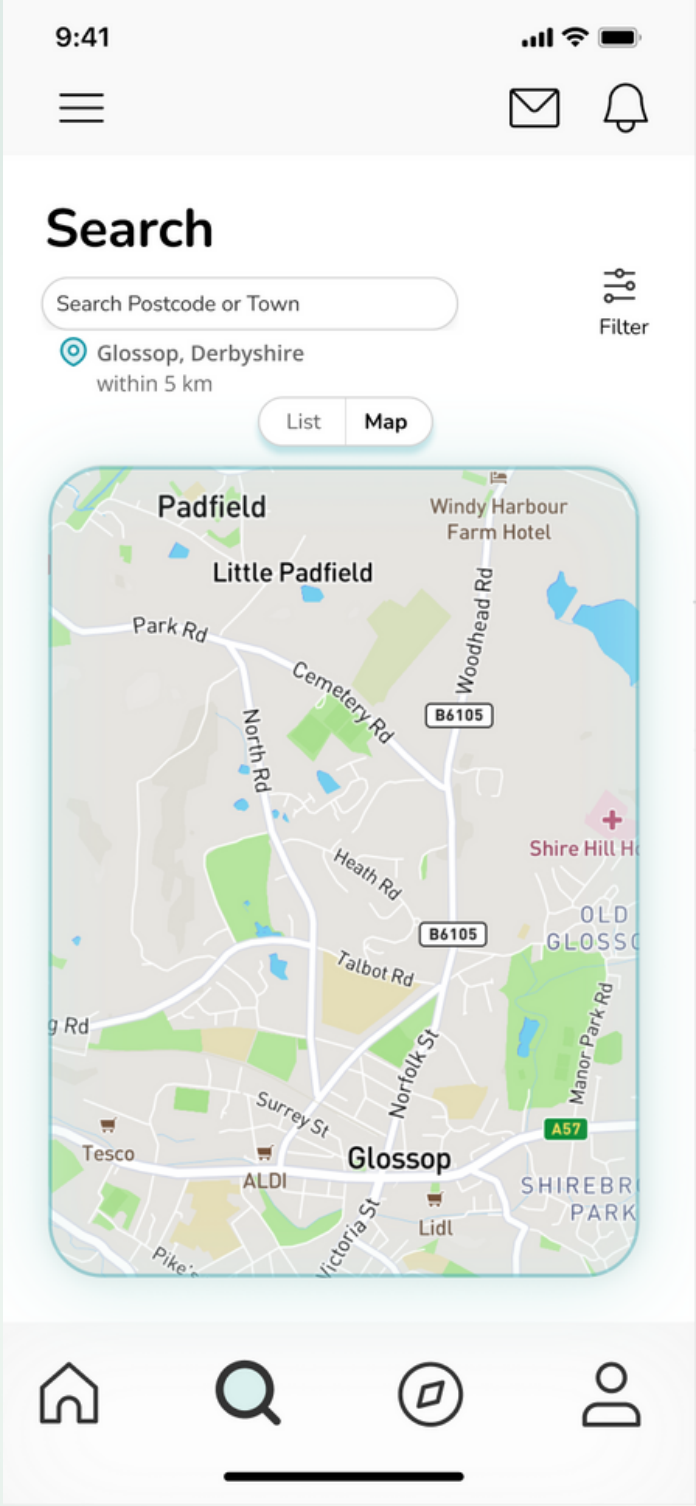 9:41
Search
Search Postcode or Town
Filter
Glossop, Derbyshire
within 5 km
List
Map
Padfield
Windy Harbour
Farm Hotel
Little Padfield
Park Rd
Woodhead Rd
Cemetery Rd
B6105
North Rd
Shire Hill H
Heath Rd
OLD
GLOSSO
B6105
Talbot Rd
g Rd
Manor Park Rd
Norfolk St
Surrey St
A57
Tesco
Glossop
ALDI
SHIREBR
PARK
Lidl
Victoria St
Pike's